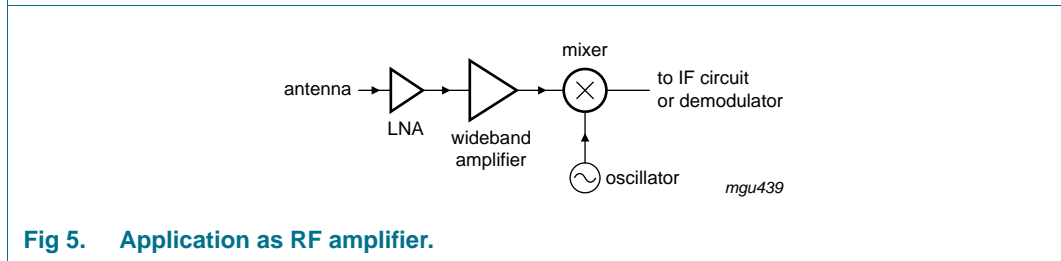 mixer
antenna
to IF circuit
or demodulator
LNA
wideband
amplifier
oscillator
mgu439
Fig 5. Application as RF amplifier.